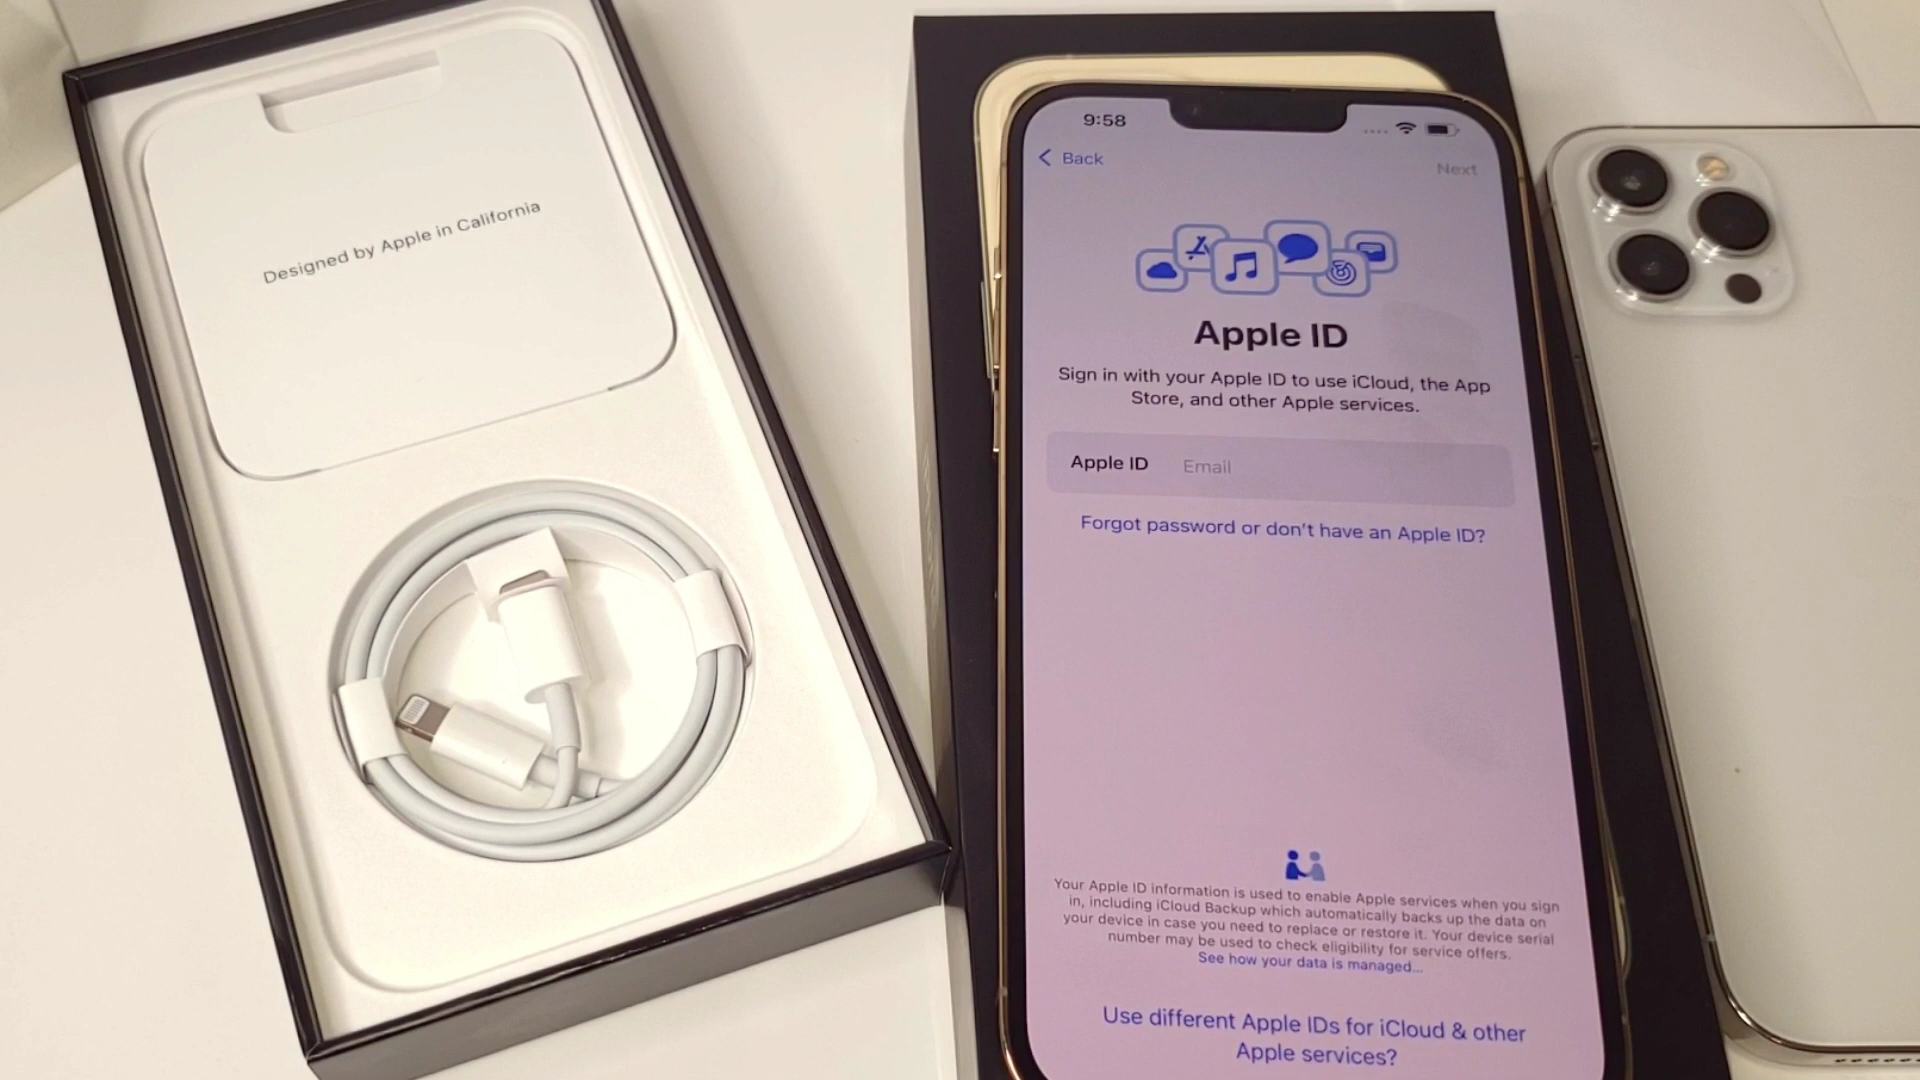 Designed by Apple in California
9:58
Back
Next
Apple ID
Sign in with your Apple ID to use iCloud, the App
Store, and other Apple services.
Apple ID Email
Forgot password or don't have an Apple ID?
Your Apple ID information is used to enable Apple services when you sign
in, including iCloud Backup which automatically backs up the data on
your device in case you need to replace or restore it. Your device serial
number may be used to check eligibility for service offers.
See how your data is managed...
Use different Apple IDs for iCloud & other
Apple services?